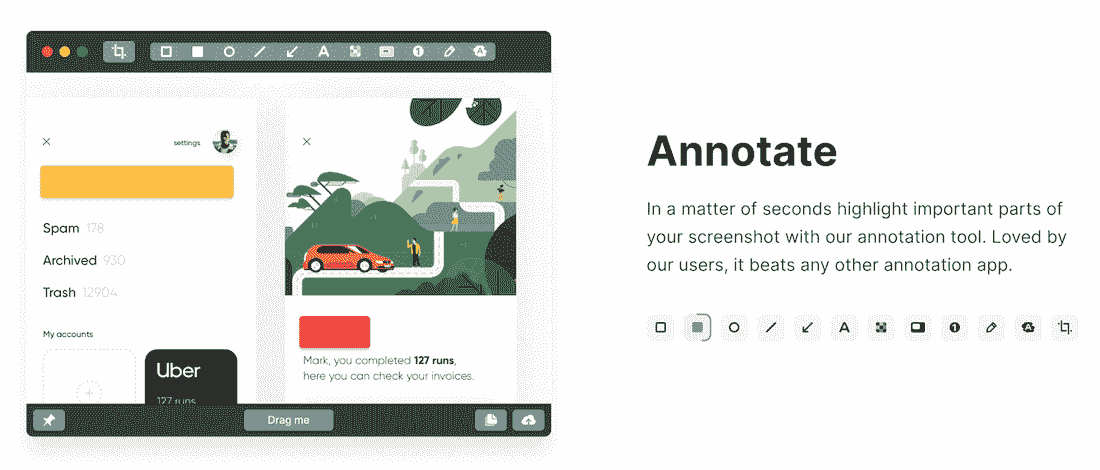 settings
Spam 178
Archived 930
Trash 12904
My accounts
Uber
127 runs
Mark, you completed 127 runs,
here you can check your invoices.
Drag me
Annotate
In a matter of seconds highlight important parts of
your screenshot with our annotation tool. Loved by
our users, it beats any other annotation app.